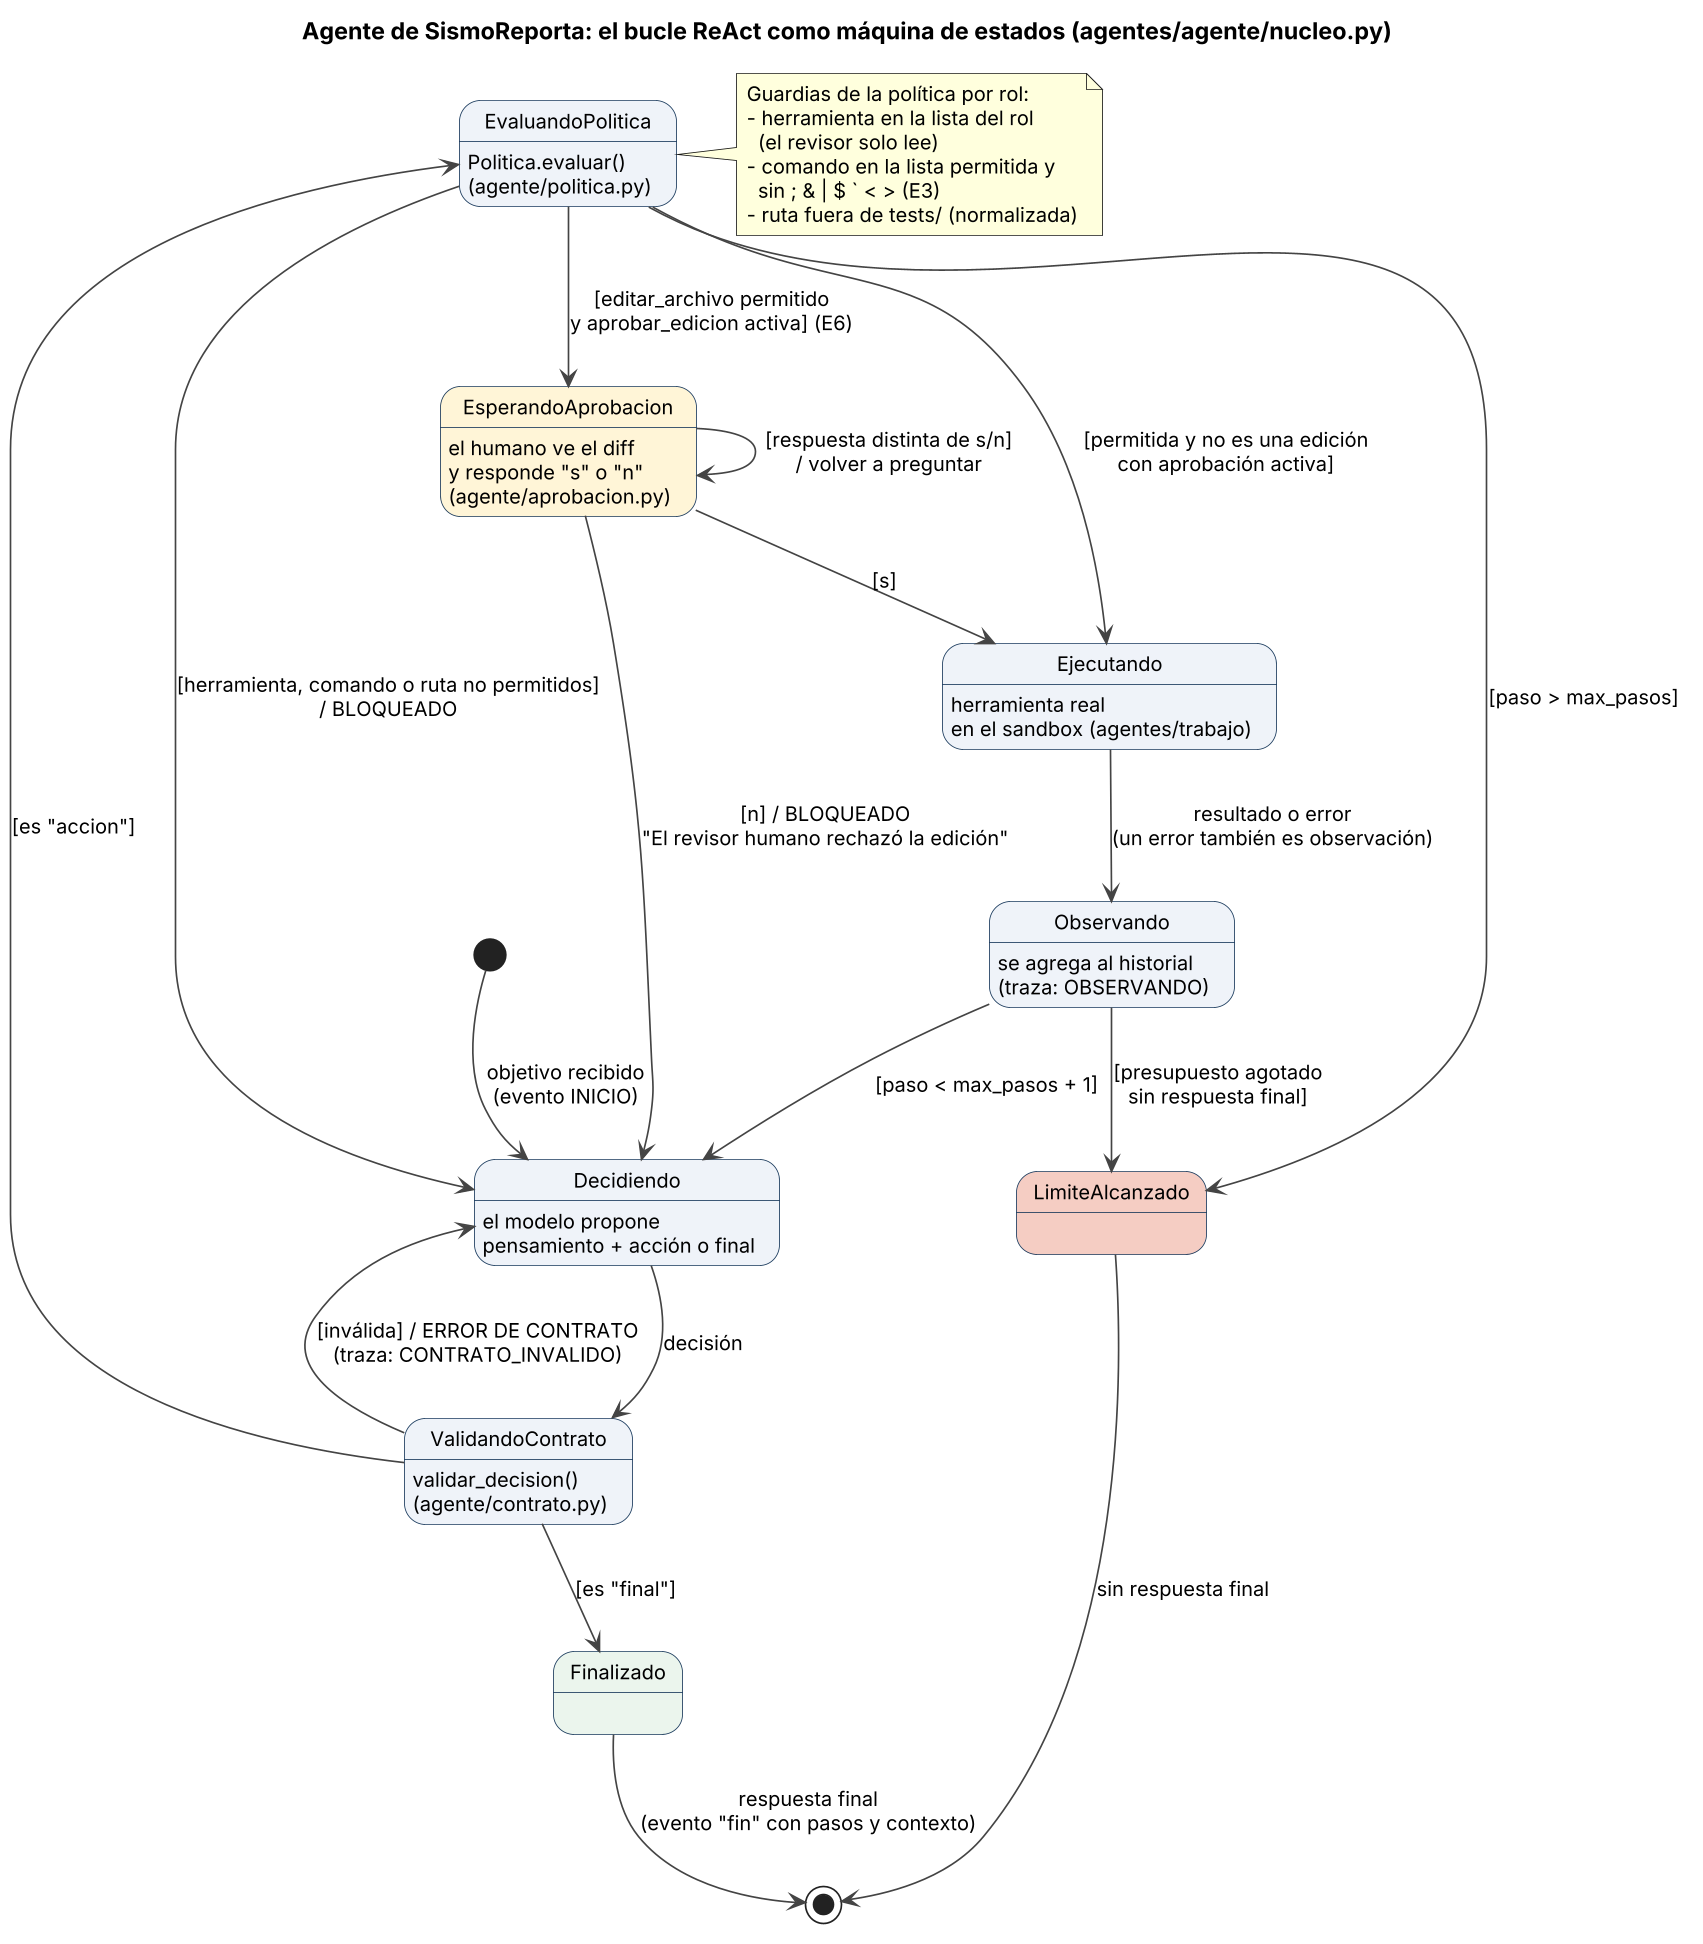 Agente de SismoReporta: el bucle ReAct como máquina de estados (agentes/agente/nucleo.py)
EvaluandoPolitica
Politica.evaluar()
(agente/politica.py)
Guardias de la política por rol:
- herramienta en la lista del rol
(el revisor solo lee)
- comando en la lista permitida y
sin ; & | $ ` < > (E3)
- ruta fuera de tests/ (normalizada)
[editar_archivo permitido
y aprobar_edicion activa] (E6)
EsperandoAprobacion
el humano ve el diff
y responde "s" o "n"
(agente/aprobacion.py)
[respuesta distinta de s/n]
/ volver a preguntar
[permitida y no es una edición
con aprobación activa]
[s]
[herramienta, comando o ruta no permitidos]
/ BLOQUEADO
Ejecutando
herramienta real
en el sandbox (agentes/trabajo)
[paso > max_pasos]
[es "accion"]
[n] / BLOQUEADO
"El revisor humano rechazó la edición"
resultado o error
(un error también es observación)
Observando
se agrega al historial
(traza: OBSERVANDO)
objetivo recibido
(evento INICIO)
[paso < max_pasos + 1]
[presupuesto agotado
sin respuesta final]
Decidiendo
el modelo propone
pensamiento + acción o final
LimiteAlcanzado
[inválida] / ERROR DE CONTRATO
(traza: CONTRATO_INVALIDO)
decisión
ValidandoContrato
validar_decision()
(agente/contrato.py)
[es "final"]
sin respuesta final
Finalizado
respuesta final
(evento "fin" con pasos y contexto)